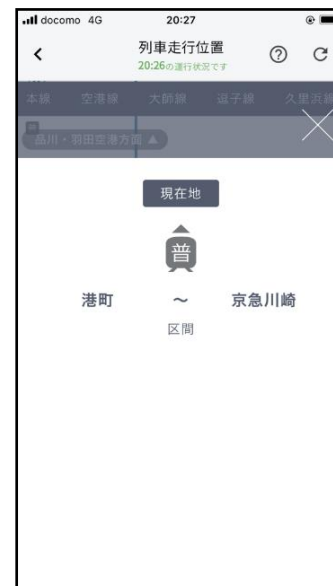 docomo 4G 20:27
列車走行位置
20:26の運行状況です
本線 空港線 大師線 逗子線 久里浜線
品川・羽田空港方面 ▲
現在地
普
港町 ～ 京急川崎
区間